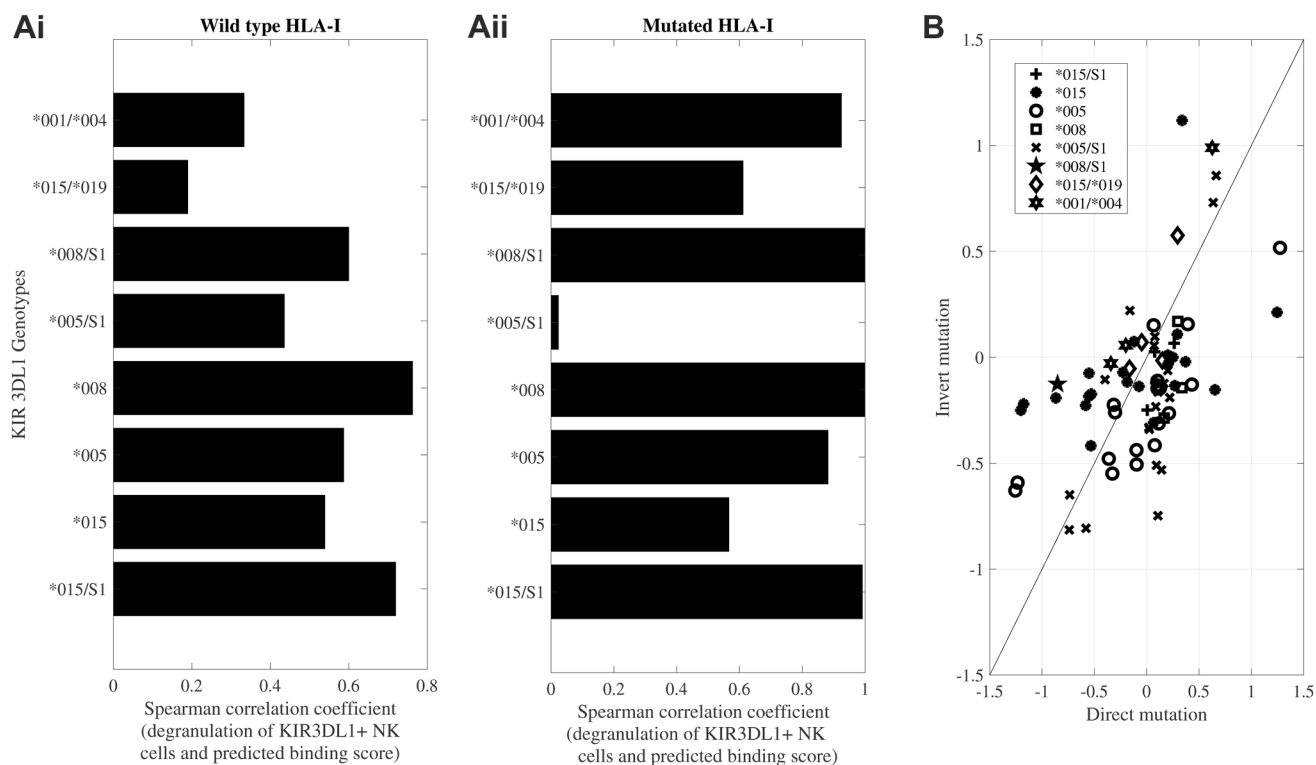 Ai
Wild type HLA-I
KIR 3DL1 Genotypes
*001/*004
*015/*019
*008/S1
*005/S1
*008
*005
*015
*015/S1
0 0.2 0.4 0.6 0.8
Spearman correlation coefficient
(degranulation of KIR3DL1+ NK
cells and predicted binding score)
Aii
Mutated HLA-I
*001/*004
*015/*019
*008/S1
*005/S1
*008
*005
*015
*015/S1
0 0.2 0.4 0.6 0.8 1
Spearman correlation coefficient
(degranulation of KIR3DL1+ NK
cells and predicted binding score)
B
Invert mutation
1.5
1
0.5
0
-0.5
-1
-1.5
*015/S1
*015
*005
*008
*005/S1
*008/S1
*015/*019
*001/*004
-1.5 -1 -0.5 0 0.5 1 1.5
Direct mutation